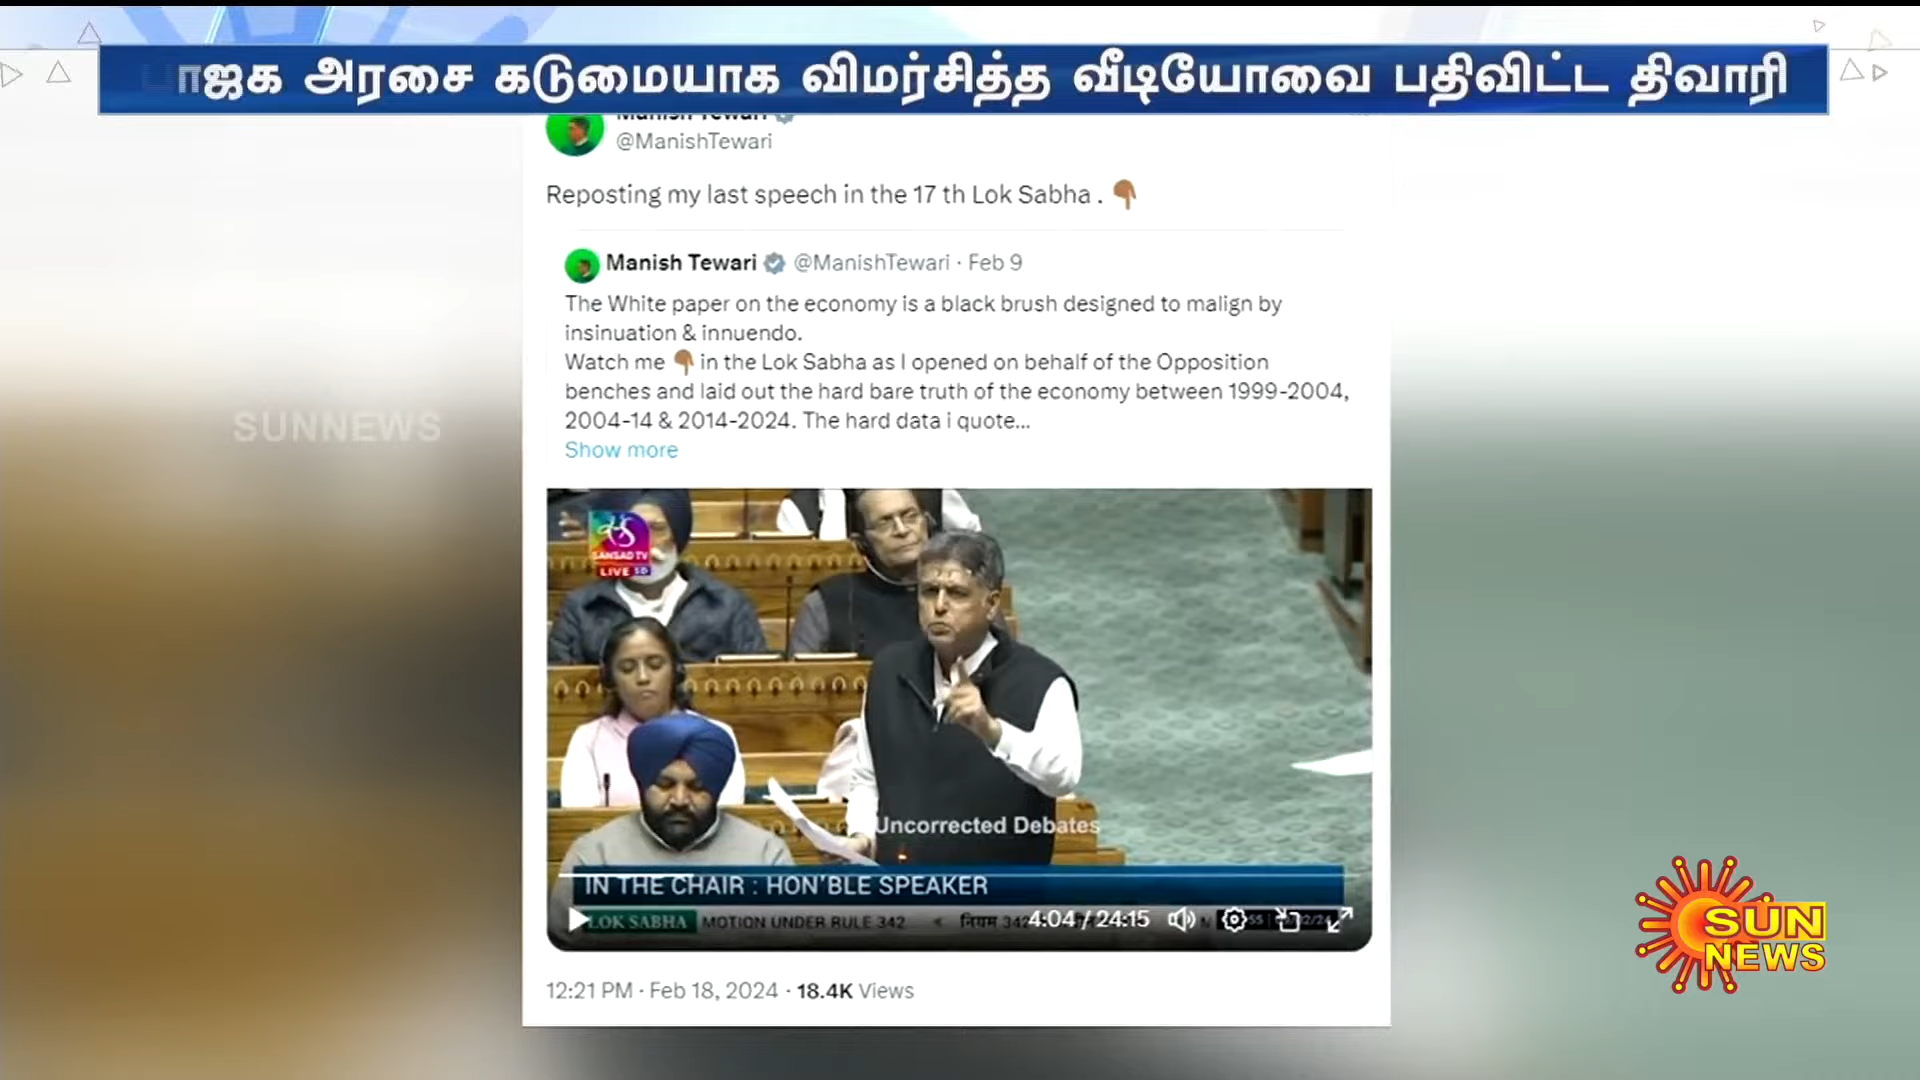 பாஜக அரசை கடுமையாக விமர்சித்த வீடியோவை பதிவிட்ட திவாரி
Manish Tewari
@ManishTewari
Reposting my last speech in the 17 th Lok Sabha . 👇🏾
Manish Tewari @ManishTewari · Feb 9
The White paper on the economy is a black brush designed to malign by
insinuation & innuendo.
Watch me 👇🏾 in the Lok Sabha as I opened on behalf of the Opposition
benches and laid out the hard bare truth of the economy between 1999-2004,
2004-14 & 2014-2024. The hard data i quote...
Show more
SUNNEWS
SANSAD TV
LIVE SD
Uncorrected Debates
IN THE CHAIR : HON'BLE SPEAKER
LOK SABHA MOTION UNDER RULE 342 नियम 342
4:04 / 24:15
12:21 PM · Feb 18, 2024 · 18.4K Views
SUN
NEWS